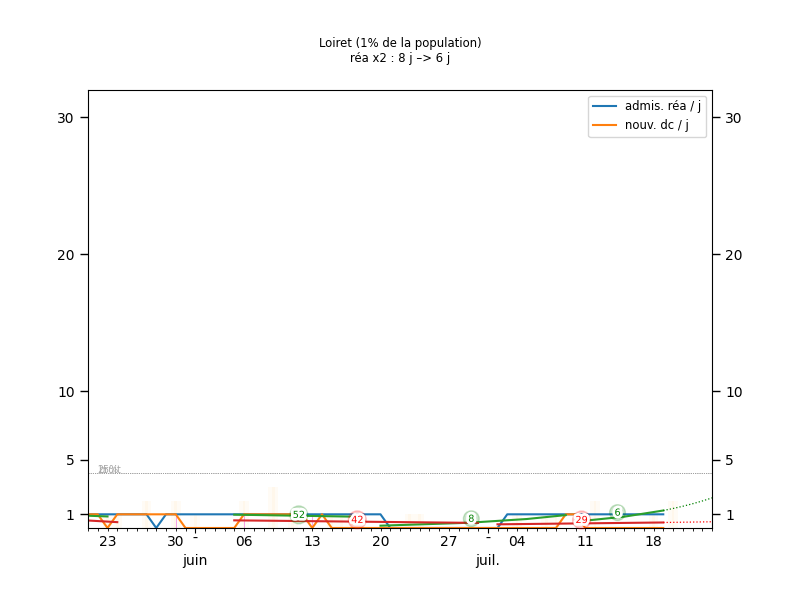 Loiret (1% de la population)
réa x2 : 8 j –> 6 j
admis. réa / j
nouv. dc / j
30 30
20 20
10 10
5 5
1 1
52 42 8 29 6
23 30 - 06 13 20 27 - 04 11 18
juin juil.